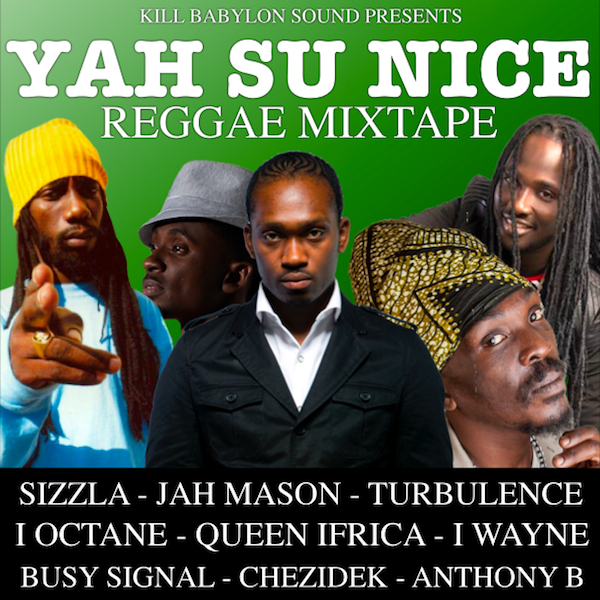 KILL BABYLON SOUND PRESENTS
YAH SU NICE
REGGAE MIXTAPE
SIZZLA - JAH MASON - TURBULENCE
I OCTANE - QUEEN IFRICA - I WAYNE
BUSY SIGNAL - CHEZIDEK - ANTHONY B